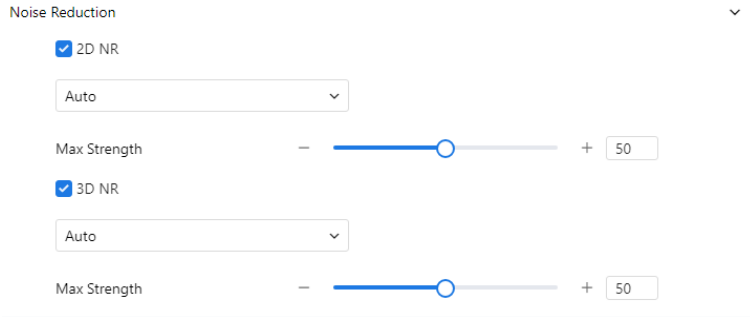 Noise Reduction
2D NR
Auto
Max Strength − + 50
3D NR
Auto
Max Strength − + 50